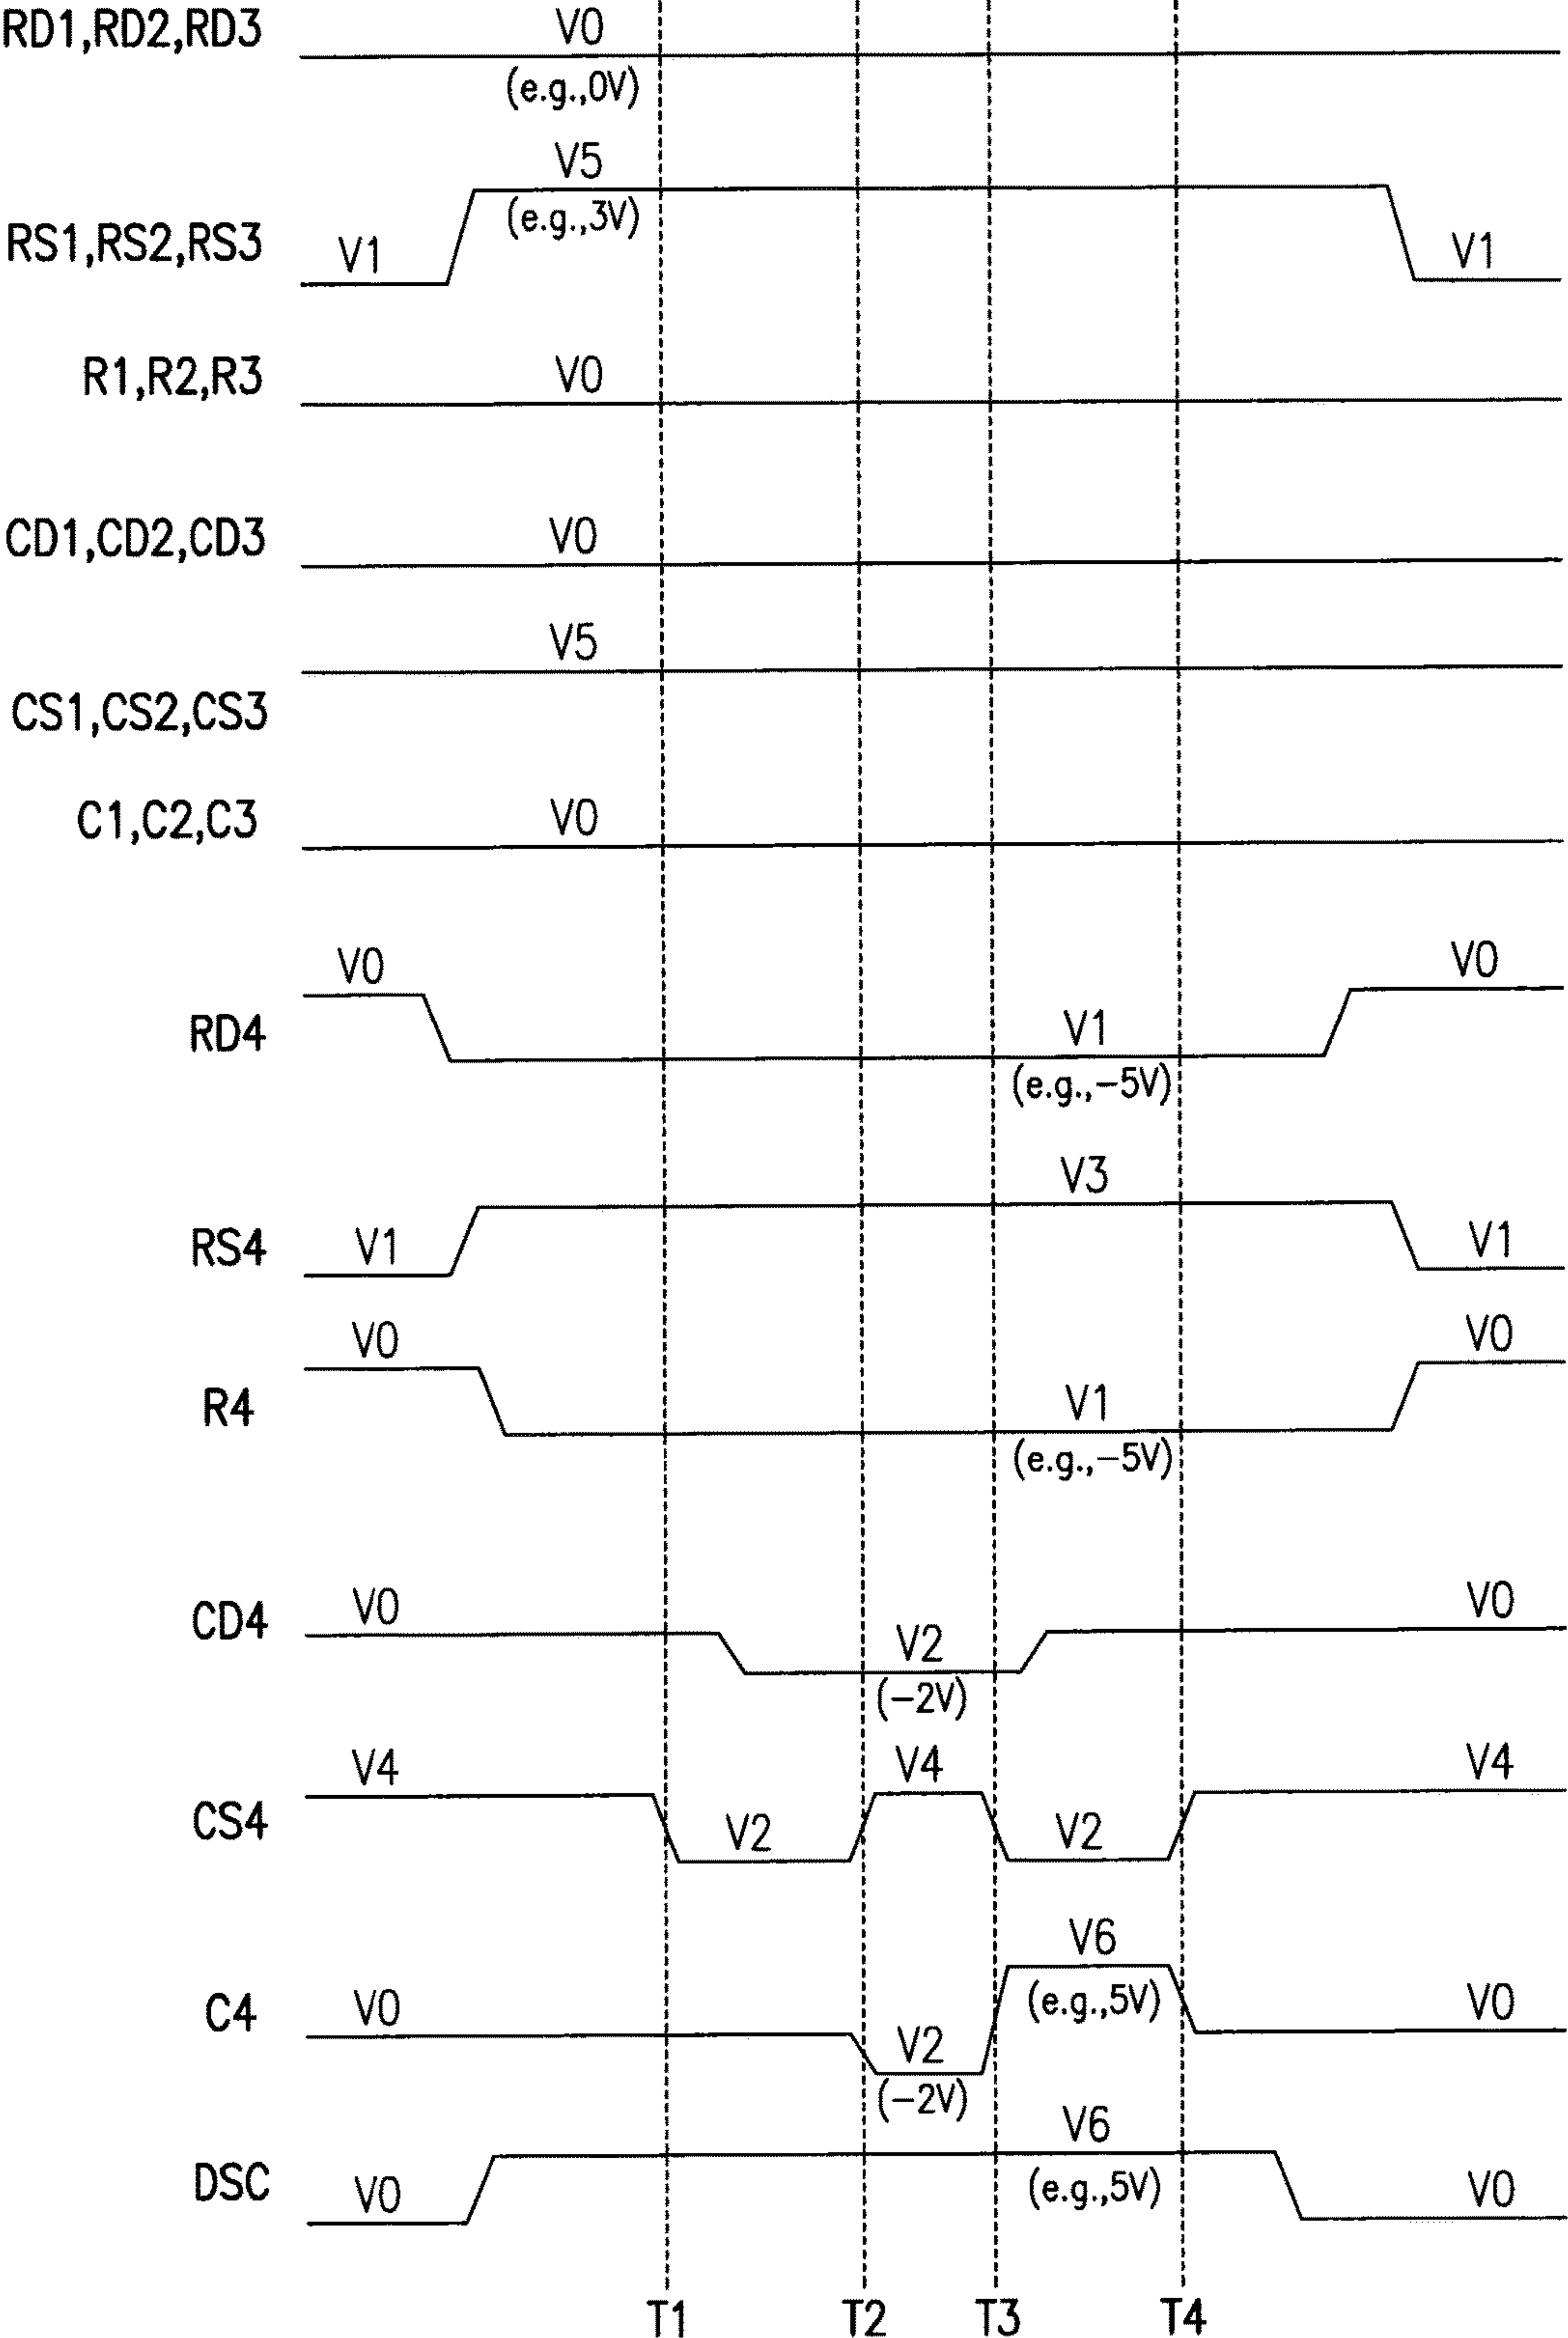 RD1,RD2,RD3
V0
(e.g.,0V)
V5
(e.g.,3V)
RS1,RS2,RS3
V1
V1
R1,R2,R3
V0
CD1,CD2,CD3
V0
V5
CS1,CS2,CS3
C1,C2,C3
V0
V0
V0
RD4
V1
(e.g.,-5V)
V3
RS4
V1
V1
V0
V0
R4
V1
(e.g.,-5V)
CD4
V0
V0
V2
(-2V)
V4
V4
V4
CS4
V2
V2
V6
(e.g.,5V)
C4
V0
V0
V2
(-2V)
V6
(e.g.,5V)
DSC
V0
V0
T1
T2
T3
T4